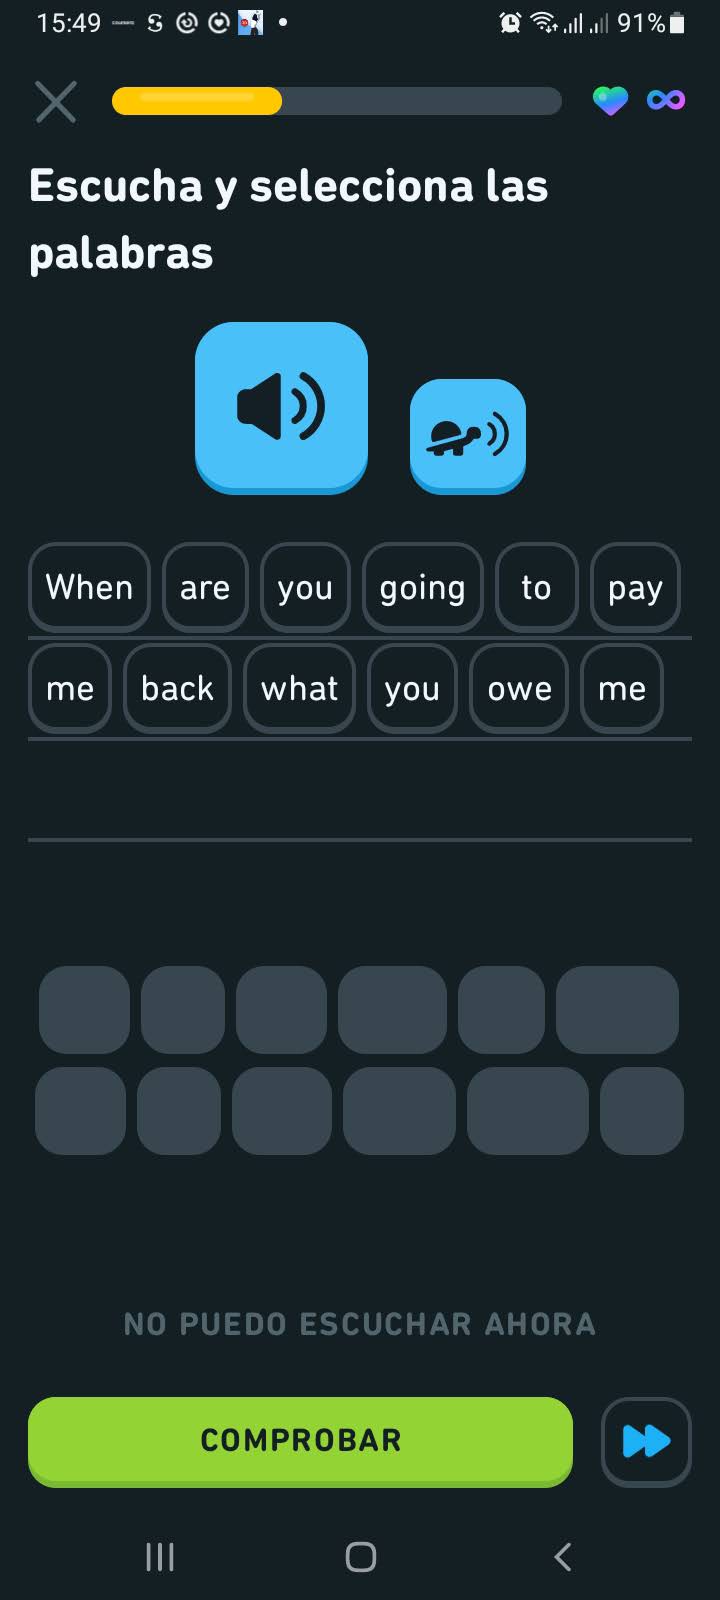 15:49
91%
Escucha y selecciona las
palabras
When are you going to pay
me back what you owe me
NO PUEDO ESCUCHAR AHORA
COMPROBAR